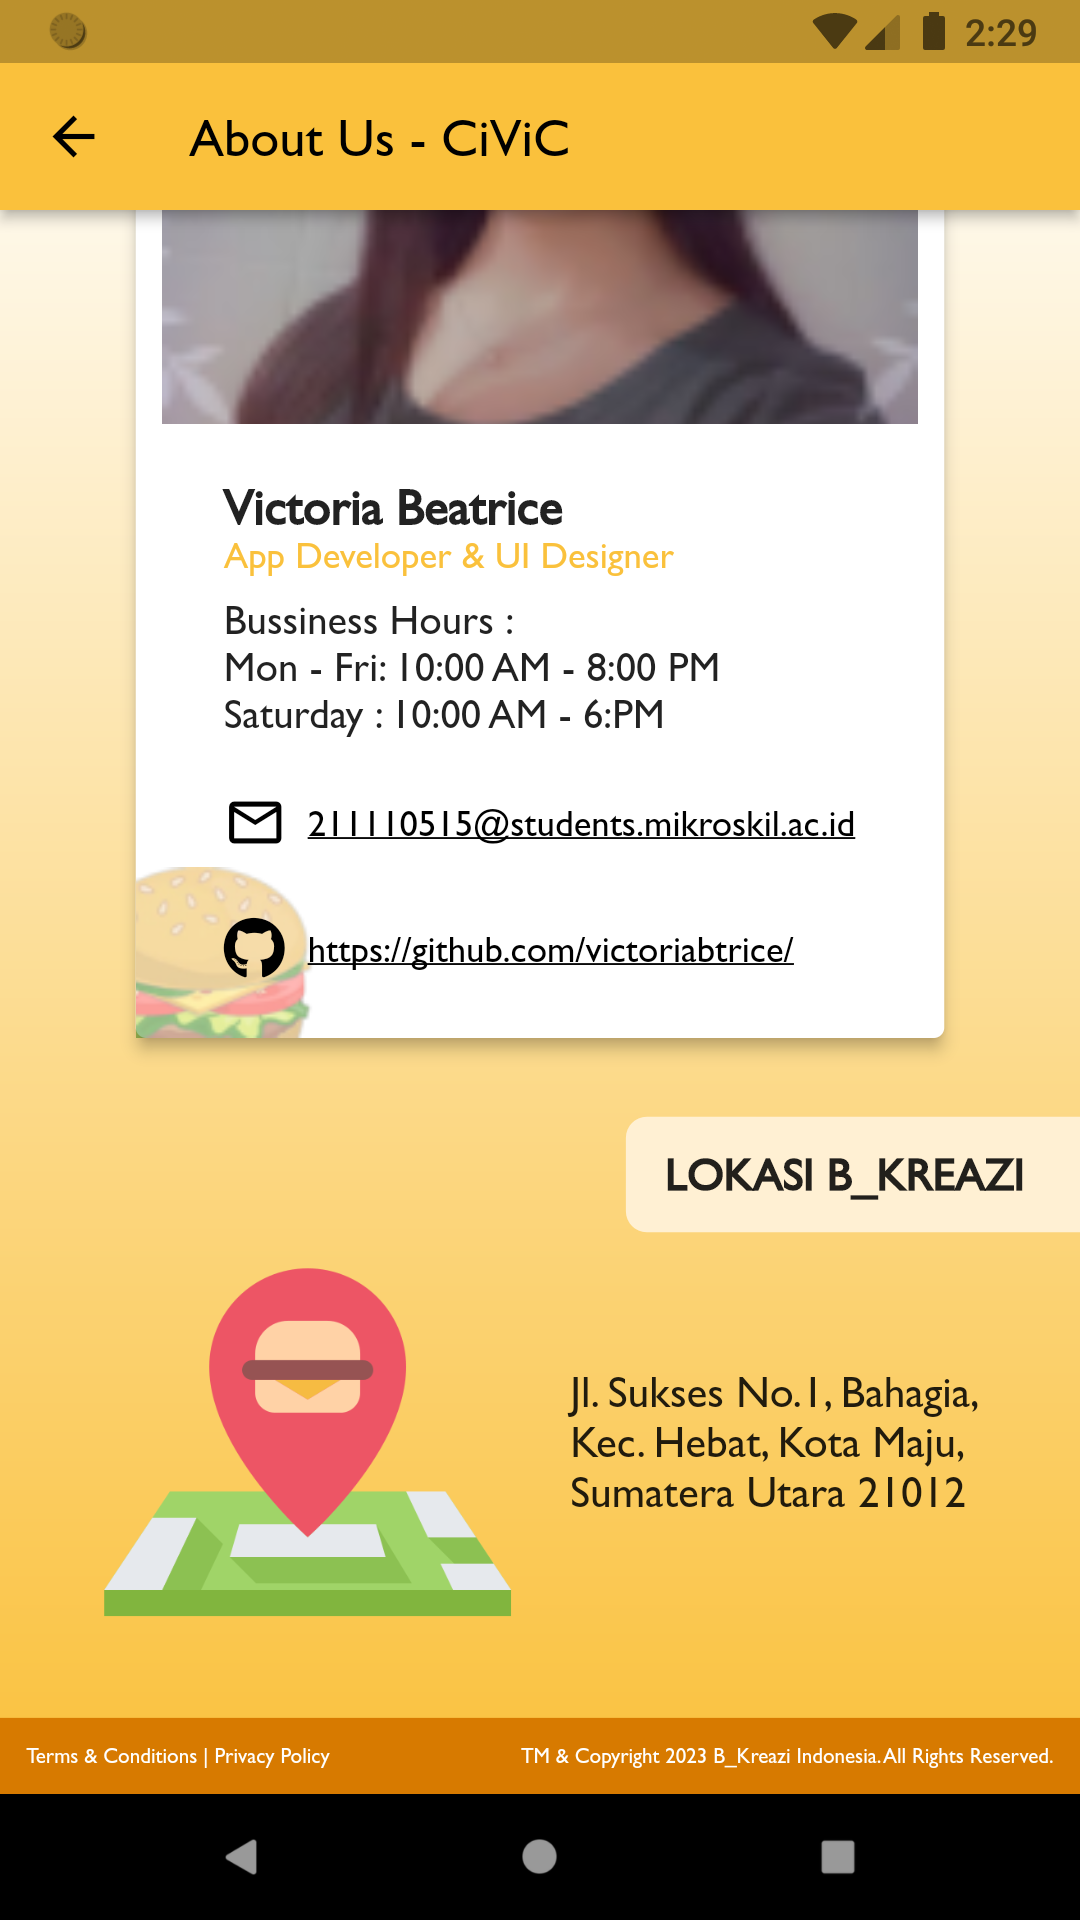 2:29
About Us - CiViC
Victoria Beatrice
App Developer & UI Designer
Bussiness Hours :
Mon - Fri: 10:00 AM - 8:00 PM
Saturday : 10:00 AM - 6:PM
211110515@students.mikroskil.ac.id
https://github.com/victoriabtrice/
LOKASI B_KREAZI
Jl. Sukses No.1, Bahagia,
Kec. Hebat, Kota Maju,
Sumatera Utara 21012
Terms & Conditions | Privacy Policy
TM & Copyright 2023 B_Kreazi Indonesia. All Rights Reserved.